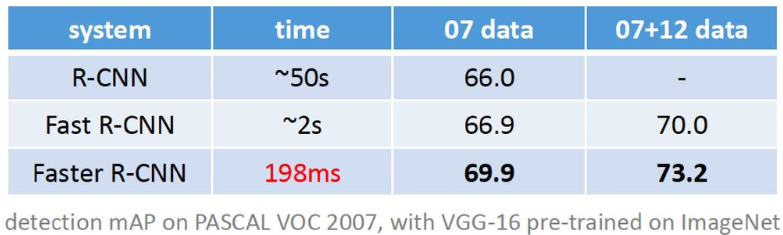 system time 07 data 07+12 data
R-CNN ~50s 66.0 -
Fast R-CNN ~2s 66.9 70.0
Faster R-CNN 198ms 69.9 73.2
detection mAP on PASCAL VOC 2007, with VGG-16 pre-trained on ImageNet